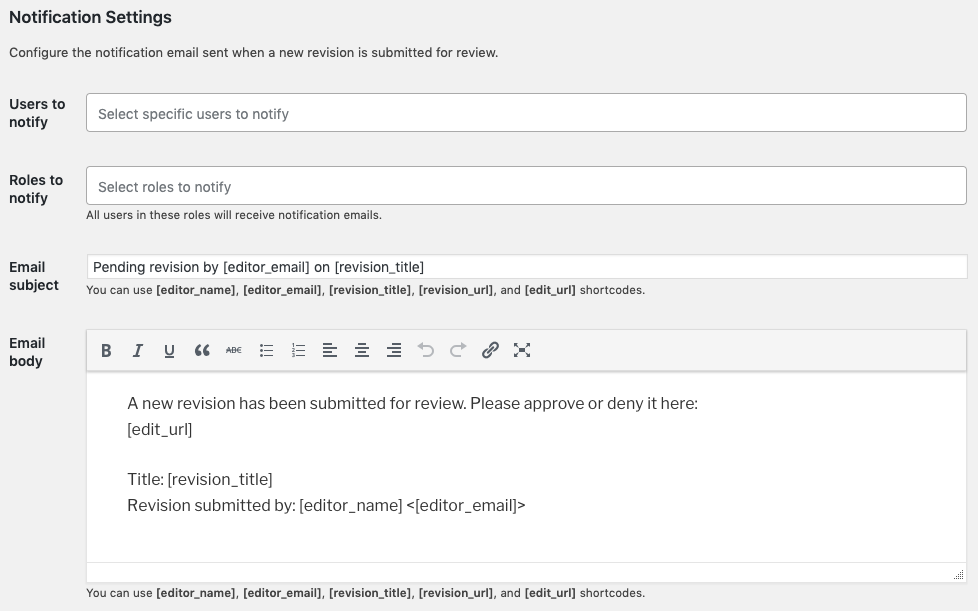 Notification Settings
Configure the notification email sent when a new revision is submitted for review.
Users to
notify
Select specific users to notify
Roles to
notify
Select roles to notify
All users in these roles will receive notification emails.
Email
subject
Pending revision by [editor_email] on [revision_title]
You can use [editor_name], [editor_email], [revision_title], [revision_url], and [edit_url] shortcodes.
Email
body
B I U ABC
A new revision has been submitted for review. Please approve or deny it here:
[edit_url]
Title: [revision_title]
Revision submitted by: [editor_name] <[editor_email]>
You can use [editor_name], [editor_email], [revision_title], [revision_url], and [edit_url] shortcodes.